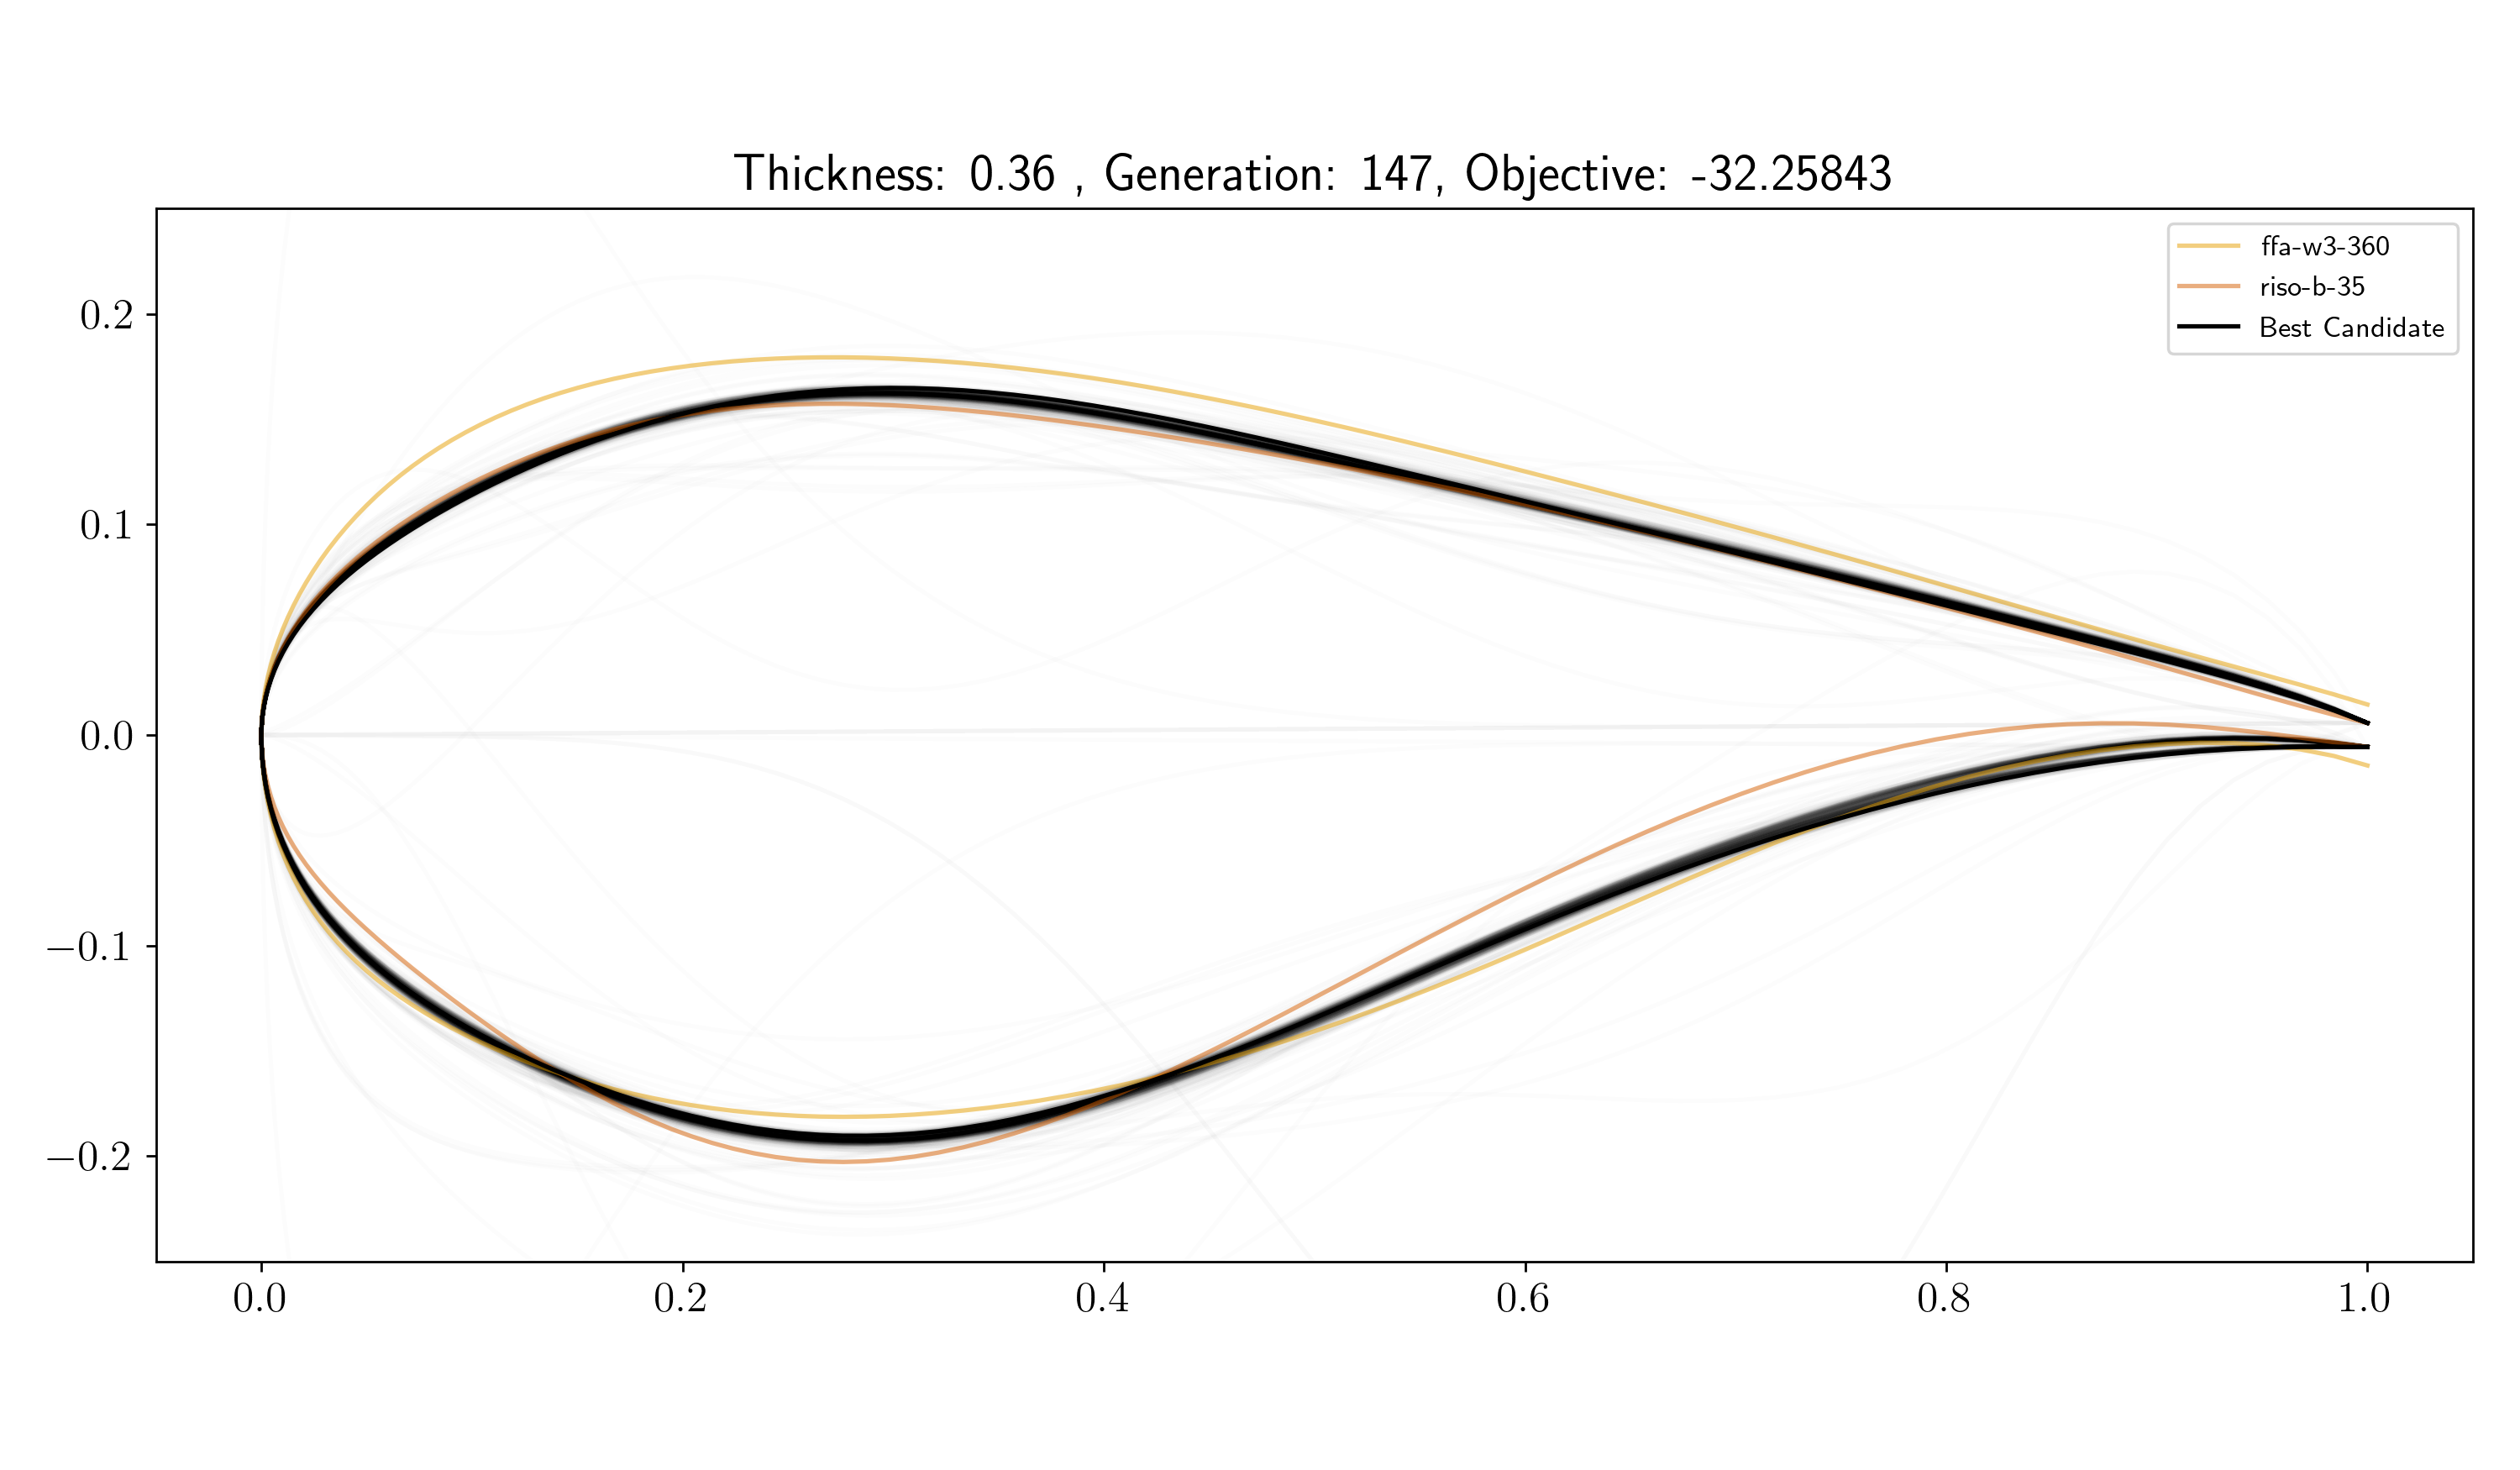 Thickness: 0.36 , Generation: 147, Objective: -32.25843
ffa-w3-360
riso-b-35
Best Candidate
0.2
0.1
0.0
−0.1
−0.2
0.0 0.2 0.4 0.6 0.8 1.0